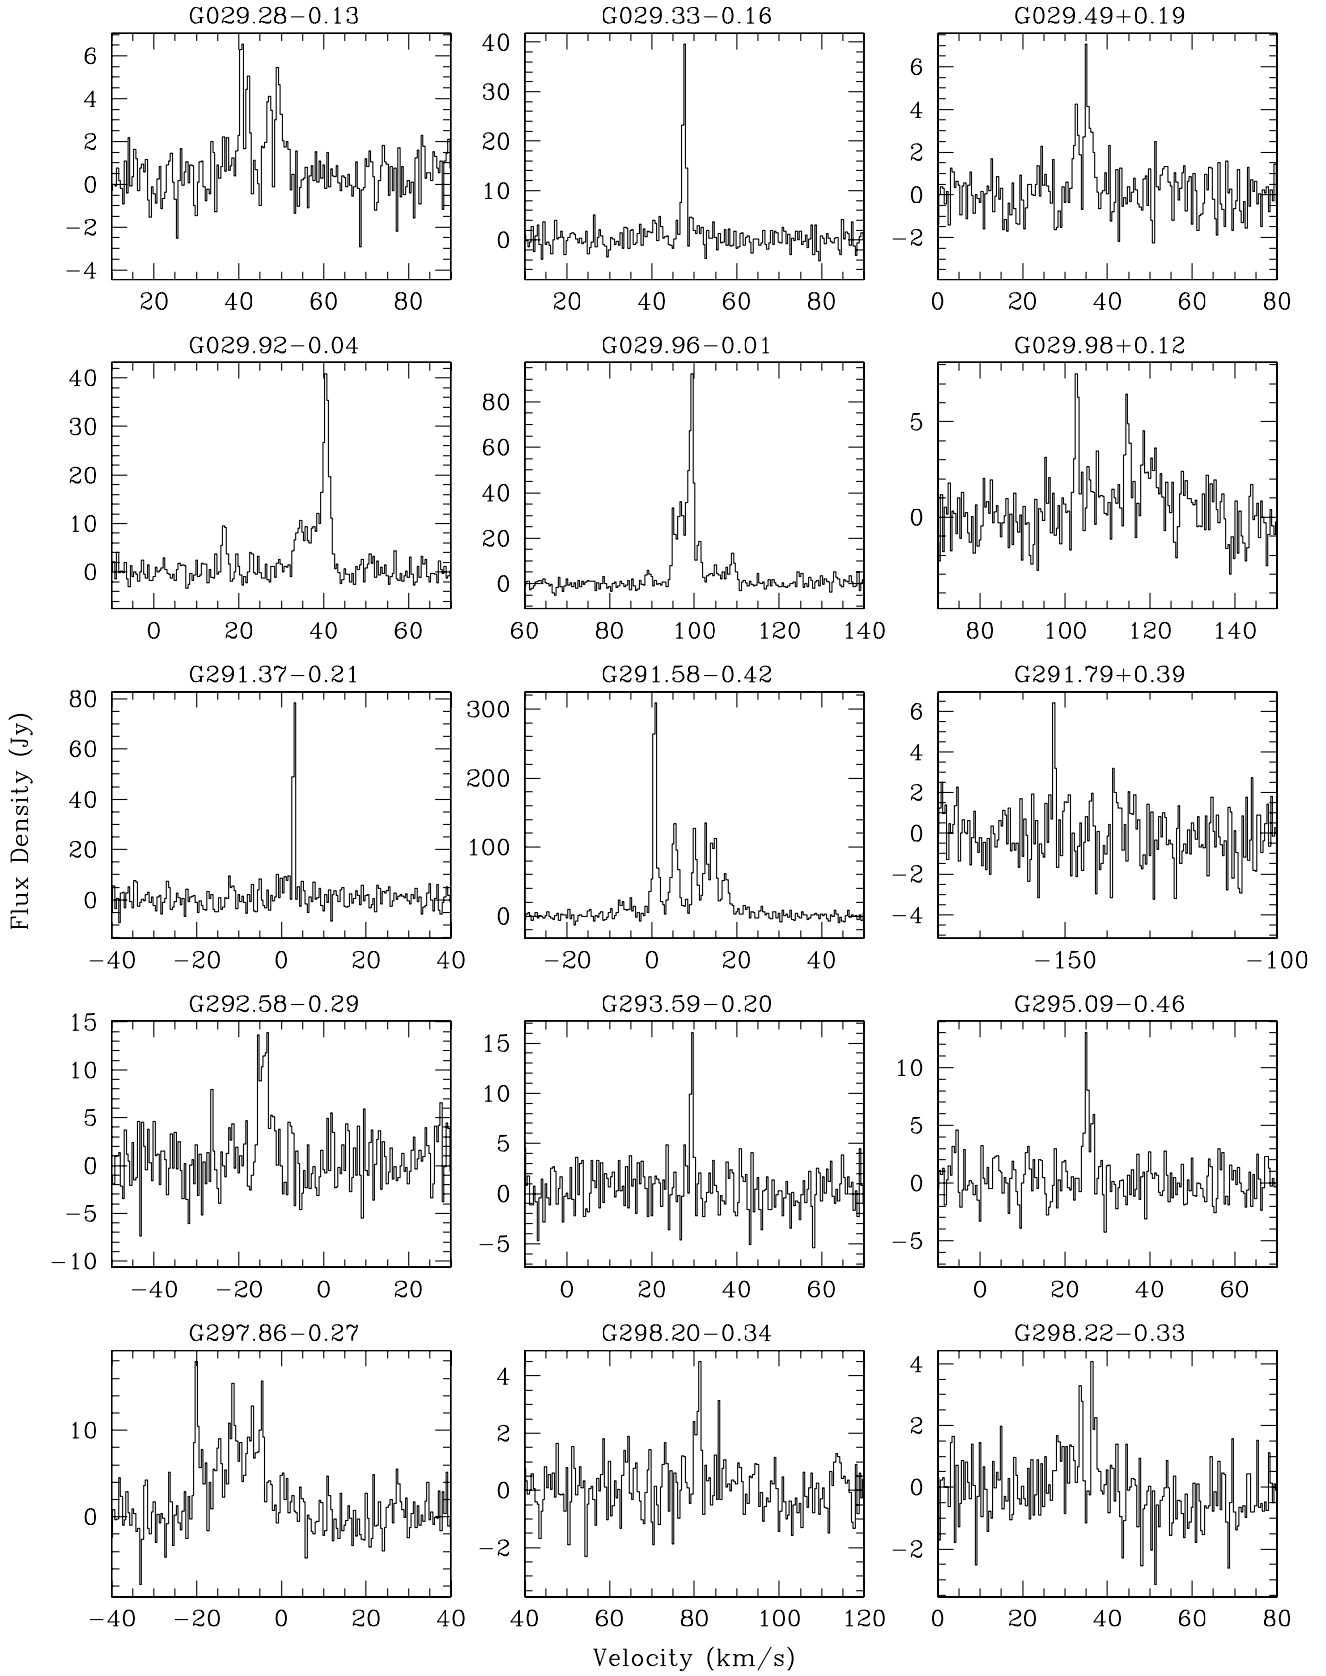 G029.28−0.13 G029.33−0.16 G029.49+0.19
6 4 2 0 −2 −4
20 40 60 80
40 30 20 10 0
20 40 60 80
6 4 2 0 −2
0 20 40 60 80
G029.92−0.04 G029.96−0.01 G029.98+0.12
40 30 20 10 0
0 20 40 60
80 60 40 20 0
60 80 100 120 140
5 0
80 100 120 140
G291.37−0.21 G291.58−0.42 G291.79+0.39
80 60 40 20 0
−40 −20 0 20 40
300 200 100 0
−20 0 20 40
6 4 2 0 −2 −4
−150 −100
Flux Density (Jy)
G292.58−0.29 G293.59−0.20 G295.09−0.46
15 10 5 0 −5 −10
−40 −20 0 20
15 10 5 0 −5
0 20 40 60
10 5 0 −5
0 20 40 60
G297.86−0.27 G298.20−0.34 G298.22−0.33
10 0
−40 −20 0 20 40
4 2 0 −2
40 60 80 100 120
4 2 0 −2
0 20 40 60 80
Velocity (km/s)